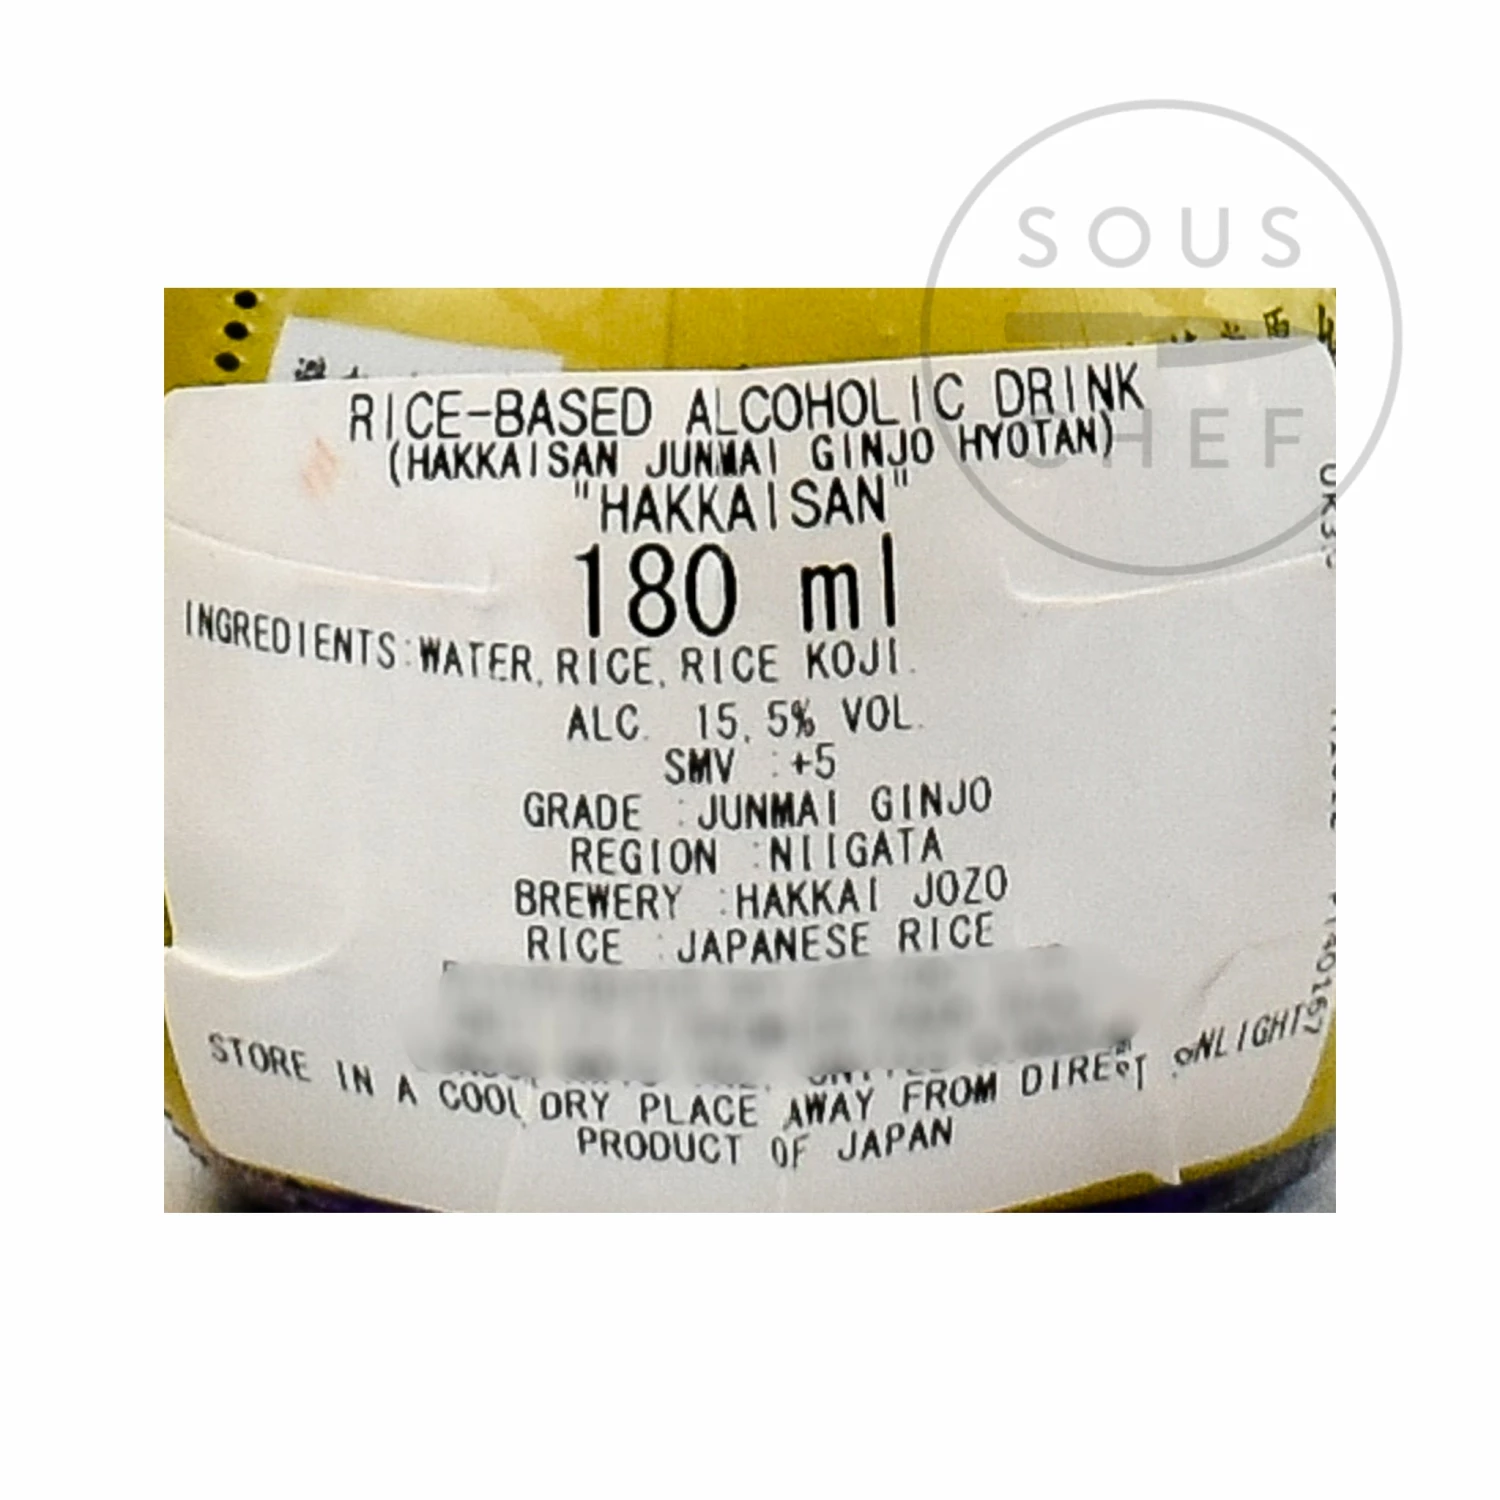 SOUS
CHEF
RICE-BASED ALCOHOLIC DRINK
(HAKKAISAN JUNMAI GINJO HYOTAN)
"HAKKAISAN"
180 ml
INGREDIENTS:WATER, RICE, RICE KOJI.
ALC. 15.5% VOL.
SMV :+5
GRADE :JUNMAI GINJO
REGION :NIIGATA
BREWERY :HAKKAI JOZO
RICE :JAPANESE RICE
STORE IN A COOL DRY PLACE AWAY FROM DIRECT
PRODUCT OF JAPAN